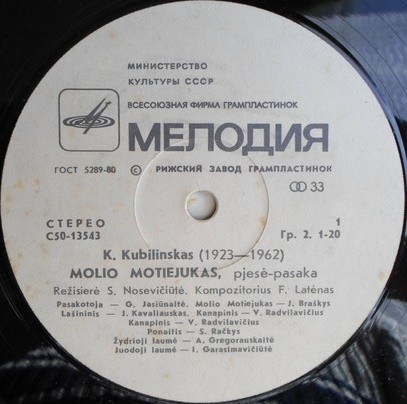 МИНИСТЕРСТВО
КУЛЬТУРЫ СССР
ВСЕСОЮЗНАЯ ФИРМА ГРАМПЛАСТИНОК
МЕЛОДИЯ
ГОСТ 5289-80 © РИЖСКИЙ ЗАВОД ГРАМПЛАСТИНОК
33
СТЕРЕО 1
С50-13543 Гр. 2. 1-20
K. Kubilinskas (1923—1962)
MOLIO MOTIEJUKAS, pjesė-pasaka
Režisierė S. Nosevičiūtė, Kompozitorius F. Latėnas
Pasakotoja — G. Jasiūnaitė, Molio Motiejukas — J. Braškys
Lašininis — J. Kavaliauskas, Kanapinis — V. Radvilavičius
Kanapinis — V. Radvilavičius
Ponaitis — S. Račkys
Žydrioji laumė — A. Gregorauskaitė
Juodoji laumė — I. Garasimavičiūtė